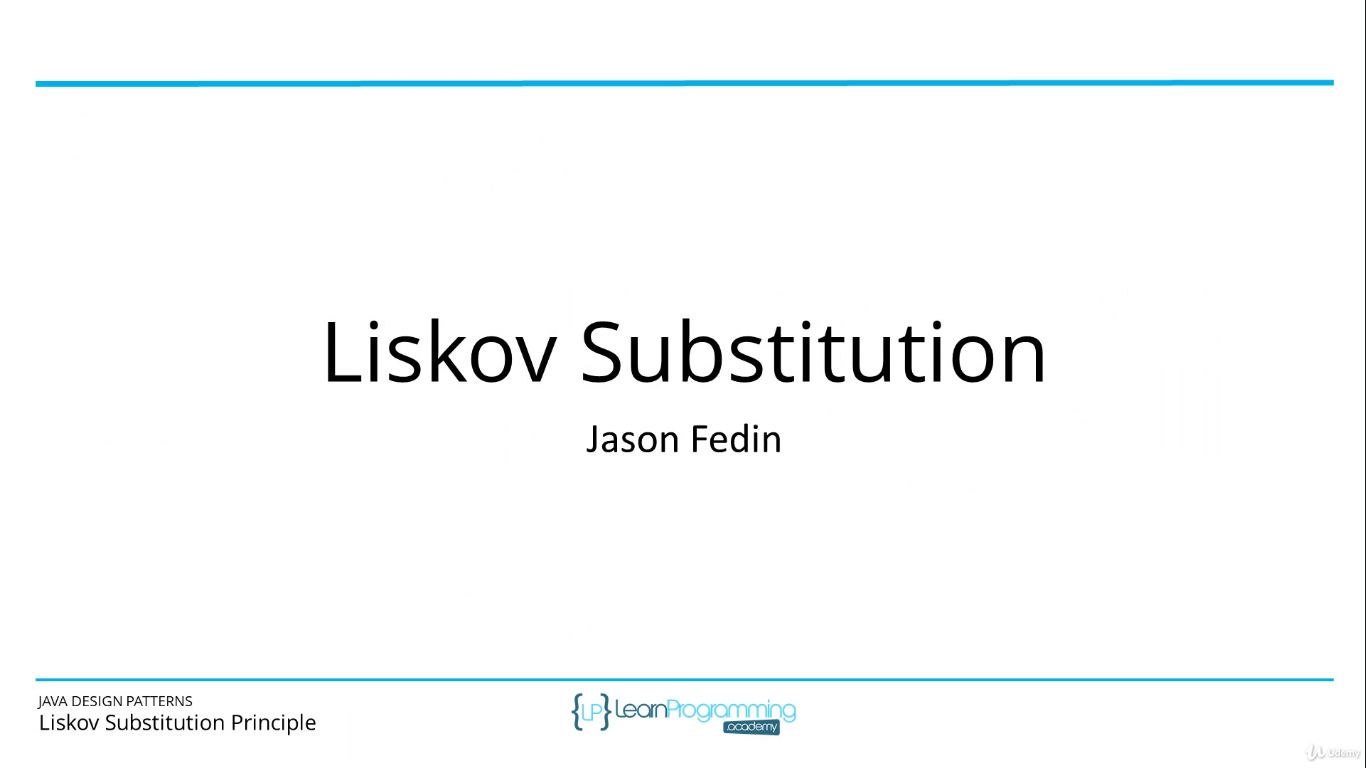 Liskov Substitution
Jason Fedin
JAVA DESIGN PATTERNS
Liskov Substitution Principle
{LP} LearnProgramming
.academy
Udemy